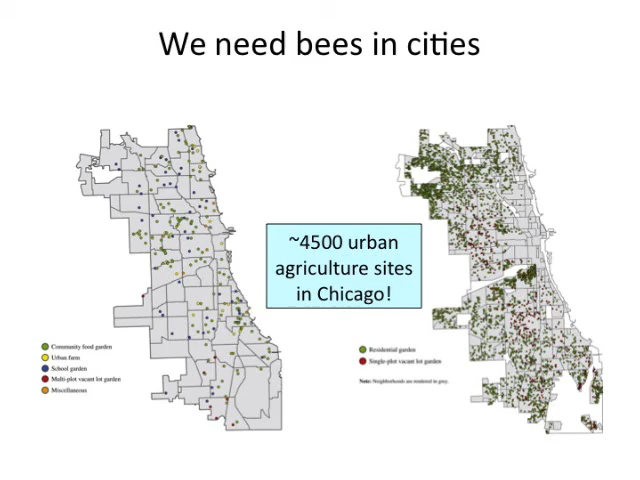 We need bees in cities
~4500 urban
agriculture sites
in Chicago!
Community food garden
Urban farm
School garden
Multi-plot vacant lot garden
Miscellaneous
Residential garden
Single-plot vacant lot garden
Note: Neighborhoods are rendered in grey.